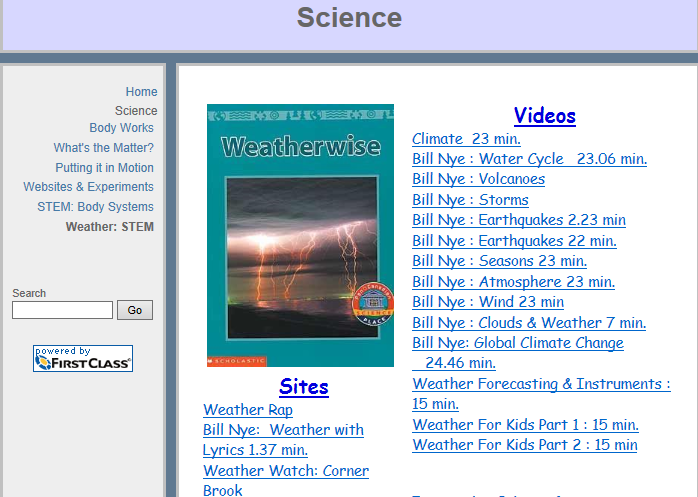 Science
Home
Science
Body Works
What's the Matter?
Putting it in Motion
Websites & Experiments
STEM: Body Systems
Weather: STEM
Search
Go
powered by
FIRSTCLASS®
Weatherwise
SCIENCE
PLACE
SCHOLASTIC
Sites
Weather Rap
Bill Nye: Weather with
Lyrics 1.37 min.
Weather Watch: Corner
Brook
Videos
Climate 23 min.
Bill Nye : Water Cycle 23.06 min.
Bill Nye : Volcanoes
Bill Nye : Storms
Bill Nye : Earthquakes 2.23 min
Bill Nye : Earthquakes 22 min.
Bill Nye : Seasons 23 min.
Bill Nye : Atmosphere 23 min.
Bill Nye : Wind 23 min
Bill Nye : Clouds & Weather 7 min.
Bill Nye: Global Climate Change
24.46 min.
Weather Forecasting & Instruments :
15 min.
Weather For Kids Part 1 : 15 min.
Weather For Kids Part 2 : 15 min